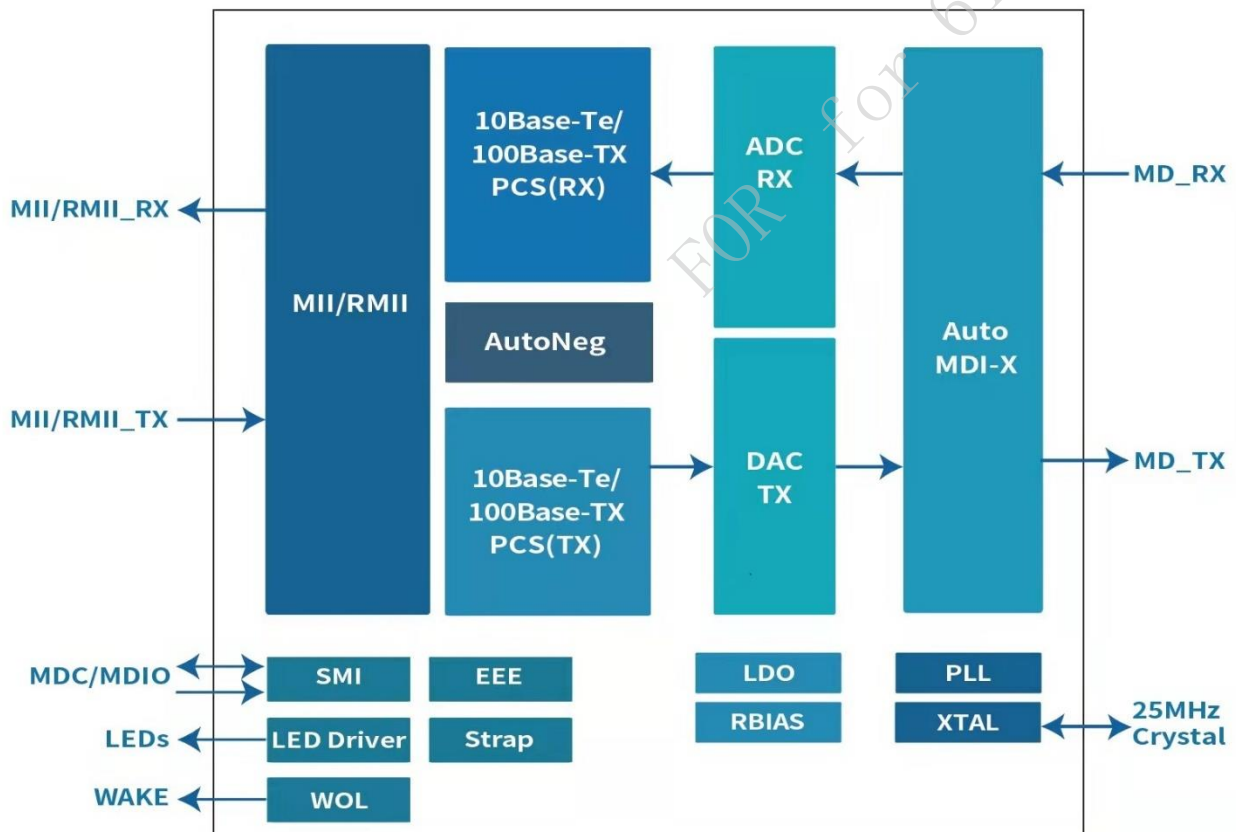 10Base-Te/
100Base-TX
PCS(RX)
ADC
RX
MD_RX
MII/RMII_RX
MII/RMII
AutoNeg
Auto
MDI-X
MII/RMII_TX
10Base-Te/
100Base-TX
PCS(TX)
DAC
TX
MD_TX
MDC/MDIO
SMI
EEE
LDO
PLL
LEDs
LED Driver
Strap
RBIAS
XTAL
25MHz
Crystal
WAKE
WOL
FOR for